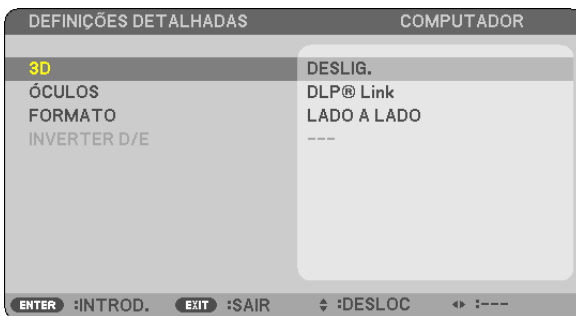 DEFINIÇÕES DETALHADAS COMPUTADOR
3D DESLIG.
ÓCULOS DLP® Link
FORMATO LADO A LADO
INVERTER D/E ---
ENTER :INTROD. EXIT :SAIR :DESLOC :---